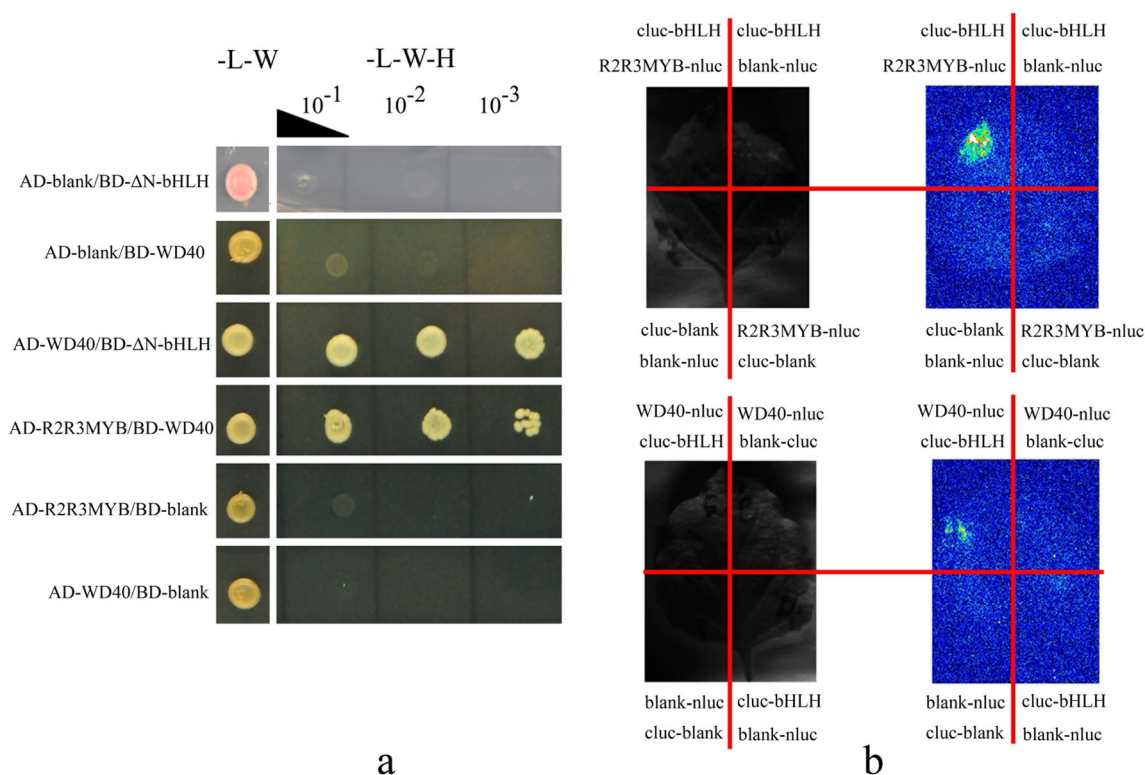 -L-W
-L-W-H
10-1
10-2
10-3
AD-blank/BD-ΔN-bHLH
AD-blank/BD-WD40
AD-WD40/BD-ΔN-bHLH
AD-R2R3MYB/BD-WD40
AD-R2R3MYB/BD-blank
AD-WD40/BD-blank
a
cluc-bHLH cluc-bHLH
R2R3MYB-nluc blank-nluc
cluc-blank R2R3MYB-nluc
blank-nluc cluc-blank
cluc-bHLH cluc-bHLH
R2R3MYB-nluc blank-nluc
cluc-blank R2R3MYB-nluc
blank-nluc cluc-blank
WD40-nluc WD40-nluc
cluc-bHLH blank-cluc
blank-nluc cluc-bHLH
cluc-blank blank-nluc
WD40-nluc WD40-nluc
cluc-bHLH blank-cluc
blank-nluc cluc-bHLH
cluc-blank blank-nluc
b